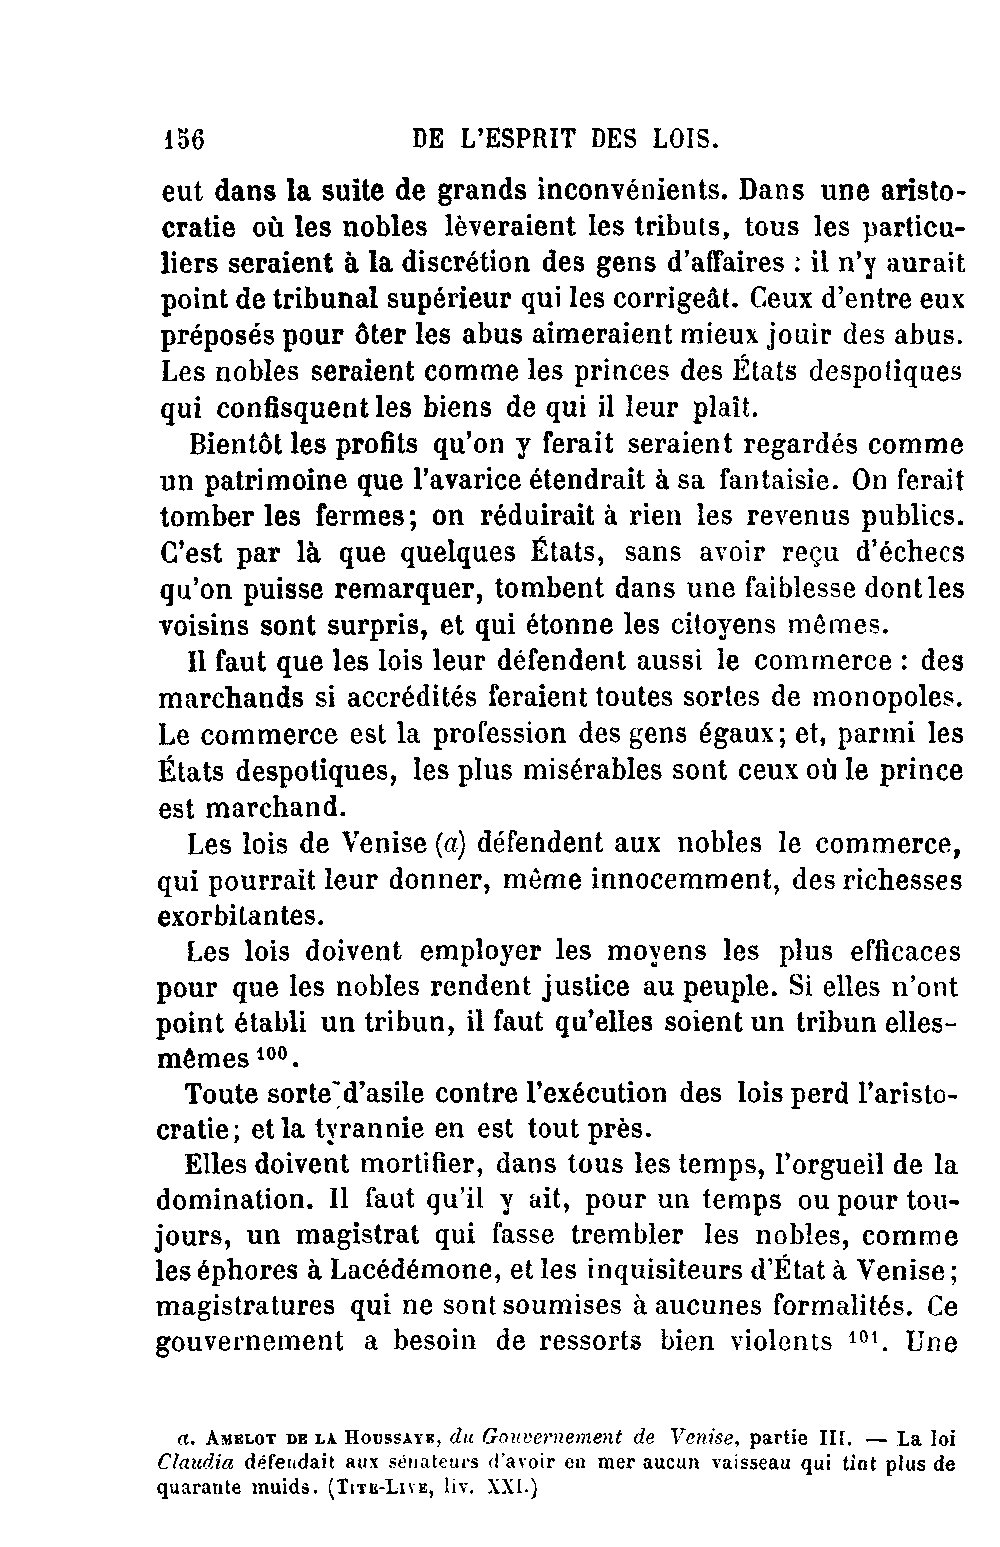 156 DE L'ESPRIT DES LOIS.
eut dans la suite de grands inconvénients. Dans une aristo-
cratie où les nobles lèveraient les tributs, tous les particu-
liers seraient à la discrétion des gens d'affaires : il n'y aurait
point de tribunal supérieur qui les corrigeât. Ceux d'entre eux
préposés pour ôter les abus aimeraient mieux jouir des abus.
Les nobles seraient comme les princes des États despotiques
qui confisquent les biens de qui il leur plaît.
Bientôt les profits qu'on y ferait seraient regardés comme
un patrimoine que l'avarice étendrait à sa fantaisie. On ferait
tomber les fermes; on réduirait à rien les revenus publics.
C'est par là que quelques États, sans avoir reçu d'échecs
qu'on puisse remarquer, tombent dans une faiblesse dont les
voisins sont surpris, et qui étonne les citoyens mêmes.
Il faut que les lois leur défendent aussi le commerce : des
marchands si accrédités feraient toutes sortes de monopoles.
Le commerce est la profession des gens égaux; et, parmi les
États despotiques, les plus misérables sont ceux où le prince
est marchand.
Les lois de Venise (a) défendent aux nobles le commerce,
qui pourrait leur donner, même innocemment, des richesses
exorbitantes.
Les lois doivent employer les moyens les plus efficaces
pour que les nobles rendent justice au peuple. Si elles n'ont
point établi un tribun, il faut qu'elles soient un tribun elles-
mêmes 100.
Toute sorte d'asile contre l'exécution des lois perd l'aristo-
cratie; et la tyrannie en est tout près.
Elles doivent mortifier, dans tous les temps, l'orgueil de la
domination. Il faut qu'il y ait, pour un temps ou pour tou-
jours, un magistrat qui fasse trembler les nobles, comme
les éphores à Lacédémone, et les inquisiteurs d'État à Venise;
magistratures qui ne sont soumises à aucunes formalités. Ce
gouvernement a besoin de ressorts bien violents 101. Une
a. AMELOT DE LA HOUSSAYE, du Gouvernement de Venise, partie III. — La loi
Claudia défendait aux sénateurs d'avoir en mer aucun vaisseau qui tînt plus de
quarante muids. (TITE-LIVE, liv. XXI.)